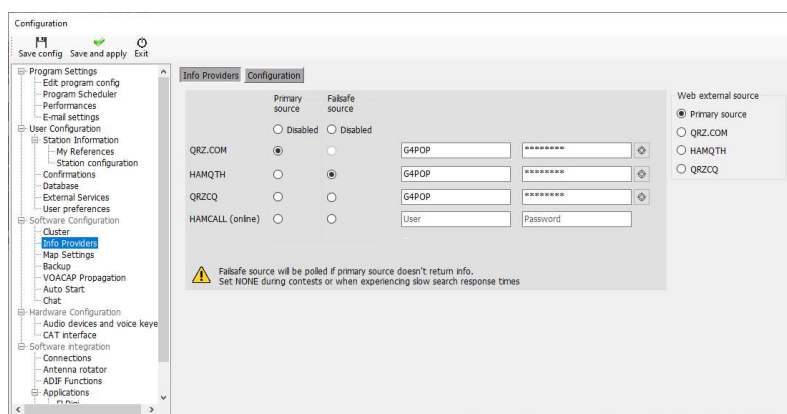 Configuration
Save config Save and apply Exit
Program Settings
Edit program config
Program Scheduler
Performances
E-mail settings
User Configuration
Station Information
My References
Station configuration
Confirmations
Database
External Services
User preferences
Software Configuration
Cluster
Info Providers
Map Settings
Backup
VOACAP Propagation
Auto Start
Chat
Hardware Configuration
Audio devices and voice keye
CAT interface
Software integration
Connections
Antenna rotator
ADIF Functions
Applications
Info Providers Configuration
Primary source Failsafe source
Disabled Disabled
QRZ.COM G4POP ********
HAMQTH G4POP ********
QRZCQ G4POP ********
HAMCALL (online) User Password
Failsafe source will be polled if primary source doesn't return info.
Set NONE during contests or when experiencing slow search response times
Web external source
Primary source
QRZ.COM
HAMQTH
QRZCQ